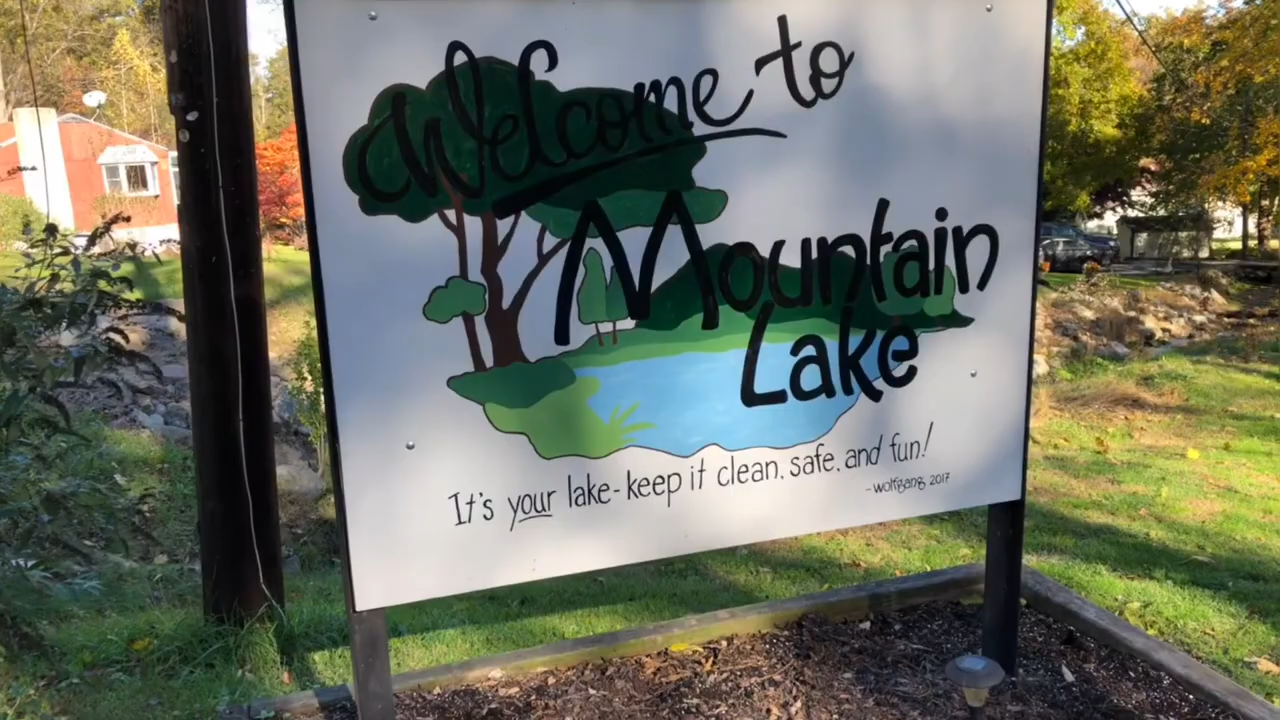 Welcome to
Mountain
Lake
It's your lake-keep it clean, safe, and fun!
-wolfgang 2017